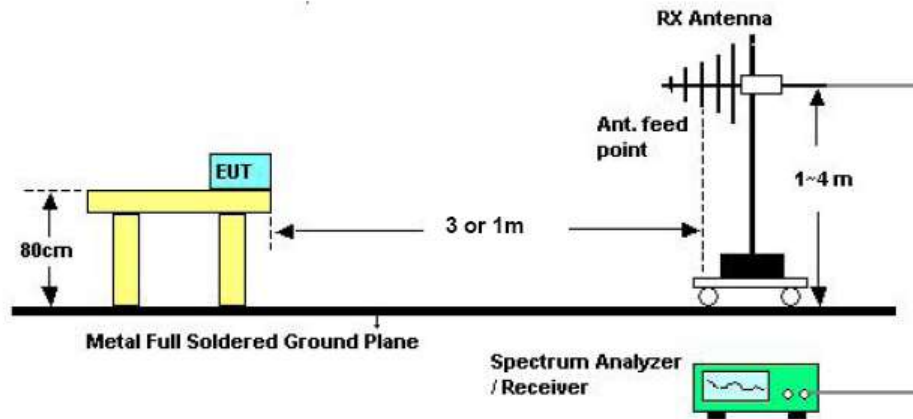 RX Antenna
Ant. feed
point
EUT
1~4 m
3 or 1m
80cm
Metal Full Soldered Ground Plane
Spectrum Analyzer
/ Receiver